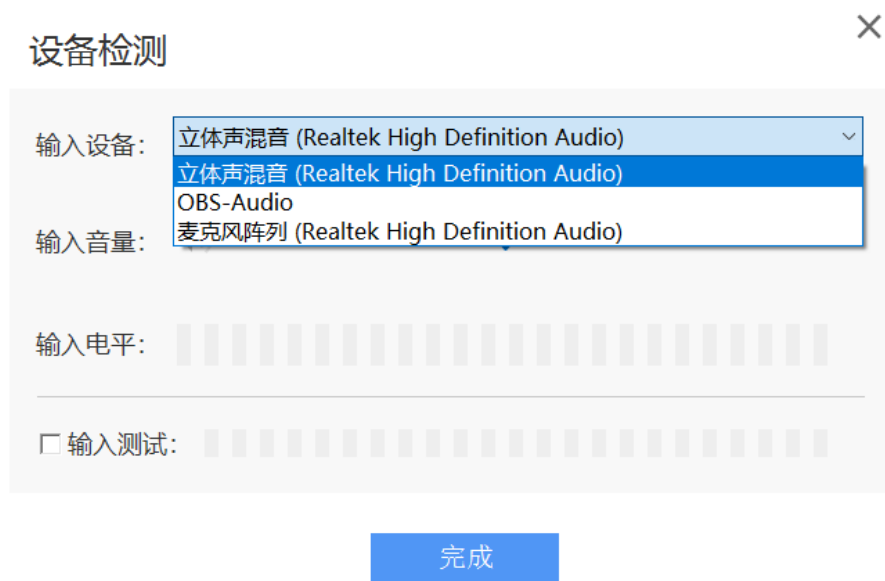 设备检测
输入设备：
立体声混音 (Realtek High Definition Audio)
立体声混音 (Realtek High Definition Audio)
OBS-Audio
麦克风阵列 (Realtek High Definition Audio)
输入音量：
输入电平：
输入测试：
完成